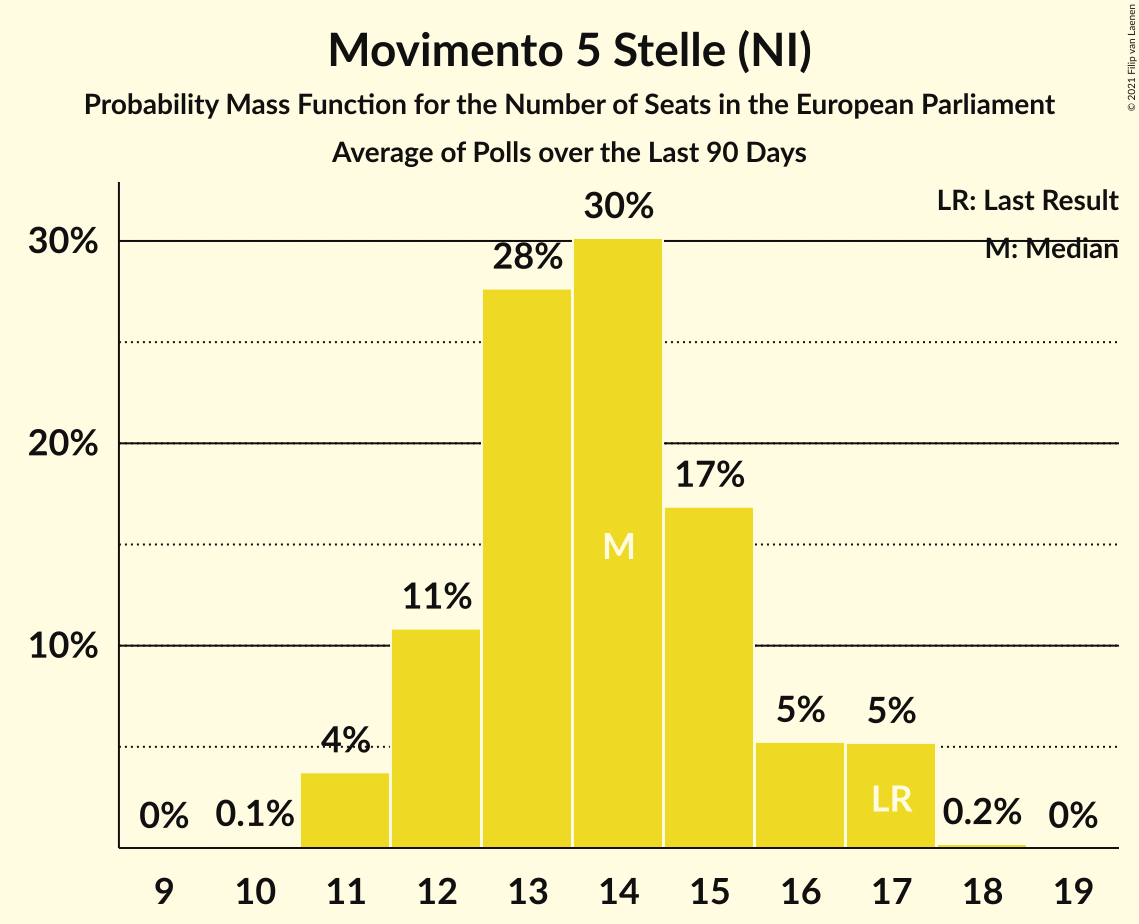 Movimento 5 Stelle (NI)
Probability Mass Function for the Number of Seats in the European Parliament
Average of Polls over the Last 90 Days
© 2021 Filip van Laenen
LR: Last Result
M: Median
30%
20%
10%
0%
0.1%
4%
11%
28%
30%
17%
5%
5%
0.2%
0%
M
LR
9 10 11 12 13 14 15 16 17 18 19